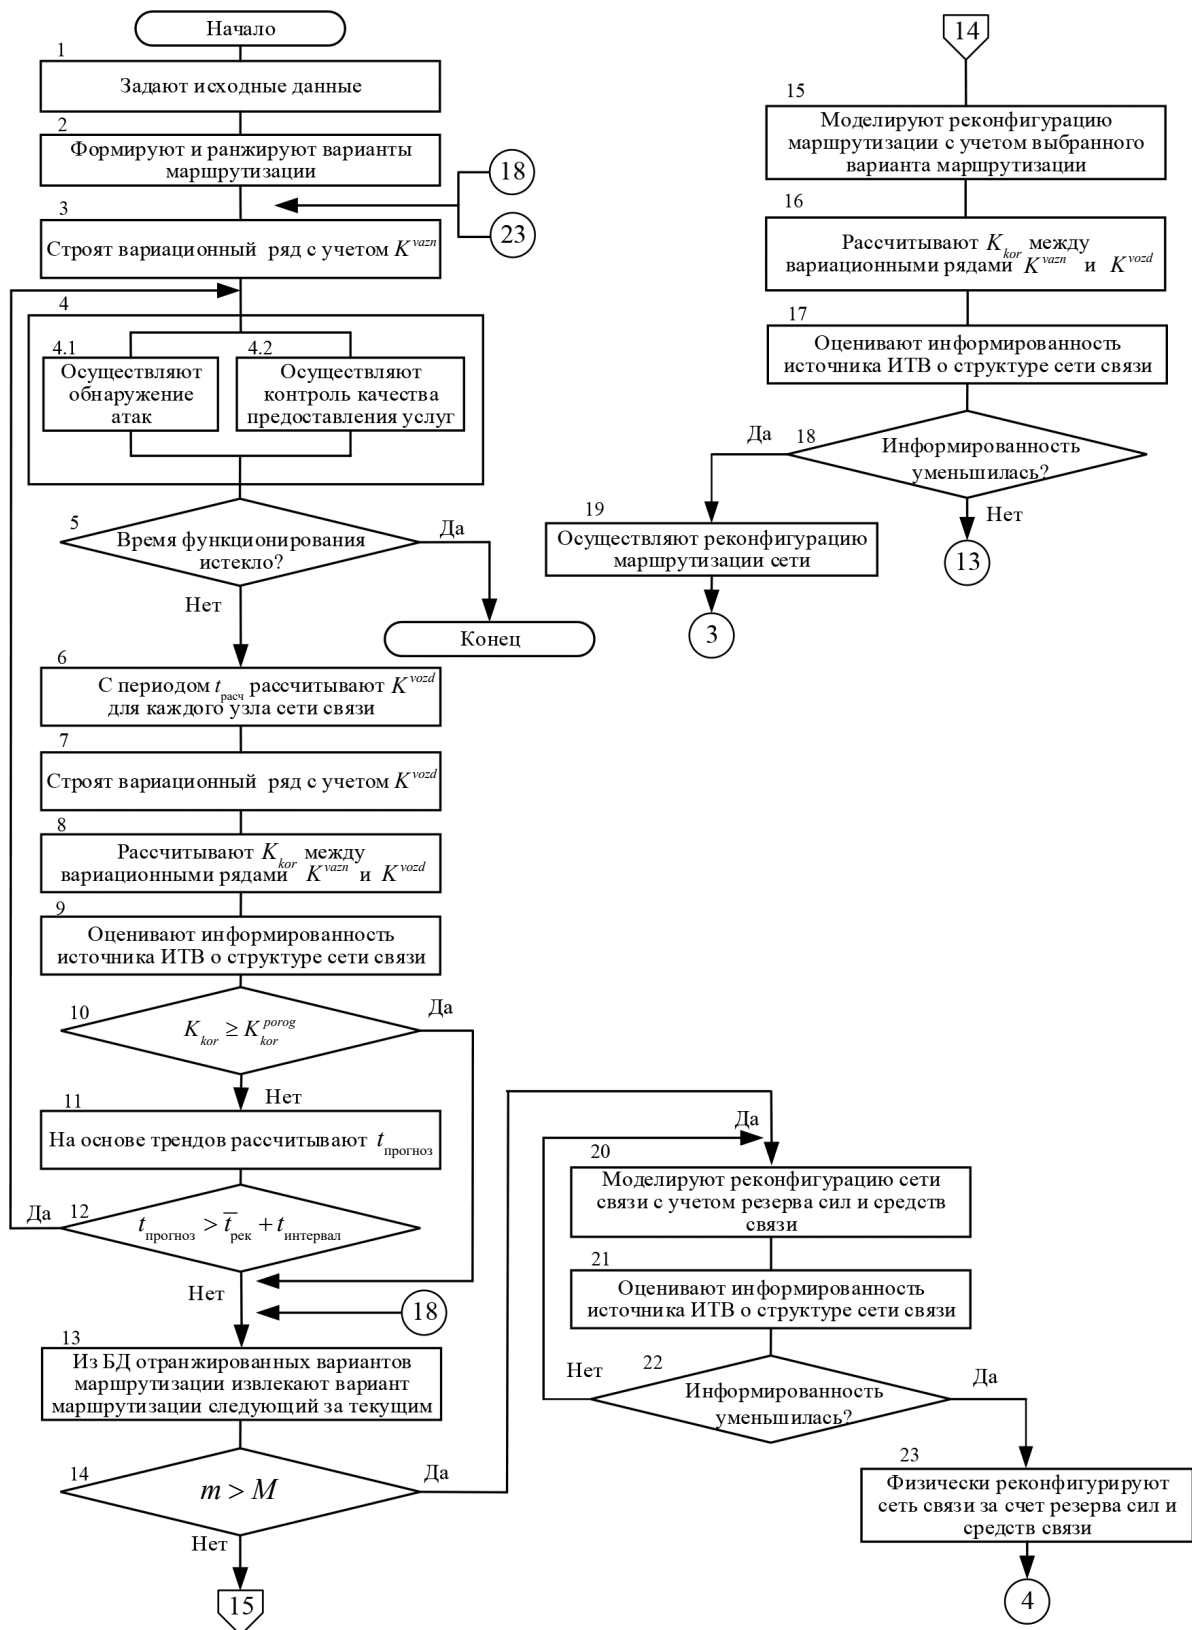 Начало
1
Задают исходные данные
2
Формируют и ранжируют варианты
маршрутизации
18
23
3
Строят вариационный ряд с учетом K^vazn
4
4.1
Осуществляют
обнаружение
атак
4.2
Осуществляют
контроль качества
предоставления услуг
5
Время функционирования
истекло?
Да
Нет
Конец
6
С периодом t_расч рассчитывают K^vozd
для каждого узла сети связи
7
Строят вариационный ряд с учетом K^vozd
8
Рассчитывают K_kor между
вариационными рядами K^vazn и K^vozd
9
Оценивают информированность
источника ИТВ о структуре сети связи
10
K_kor ≥ K_kor^porog
Да
Нет
11
На основе трендов рассчитывают t_прогноз
12
t_прогноз > t̅_рек + t_интервал
Да
Нет
18
13
Из БД отранжированных вариантов
маршрутизации извлекают вариант
маршрутизации следующий за текущим
14
m > M
Да
Нет
15
14
15
Моделируют реконфигурацию
маршрутизации с учетом выбранного
варианта маршрутизации
16
Рассчитывают K_kor между
вариационными рядами K^vazn и K^vozd
17
Оценивают информированность
источника ИТВ о структуре сети связи
18
Информированность
уменьшилась?
Да
Нет
13
19
Осуществляют реконфигурацию
маршрутизации сети
3
Да
20
Моделируют реконфигурацию сети
связи с учетом резерва сил и средств
связи
21
Оценивают информированность
источника ИТВ о структуре сети связи
22
Информированность
уменьшилась?
Нет
Да
23
Физически реконфигурируют
сеть связи за счет резерва сил и
средств связи
4